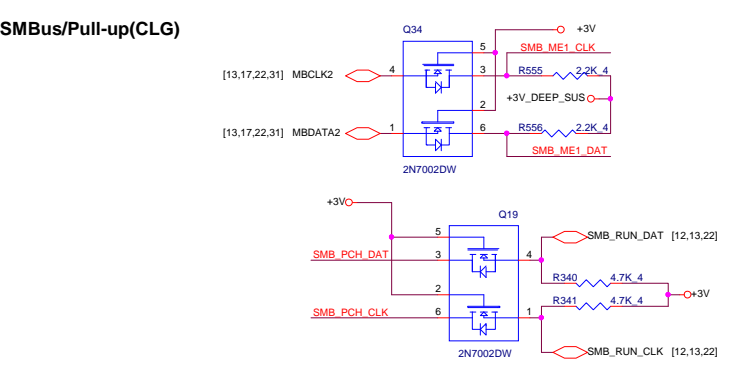 SMBus/Pull-up(CLG)
Q34
+3V
5
SMB_ME1_CLK
[13,17,22,31] MBCLK2
4
3
R555
2.2K_4
+3V_DEEP_SUS
2
[13,17,22,31] MBDATA2
1
6
R556
2.2K_4
SMB_ME1_DAT
2N7002DW
+3V
Q19
5
SMB_RUN_DAT [12,13,22]
SMB_PCH_DAT
3
4
R340
4.7K_4
2
+3V
R341
4.7K_4
SMB_PCH_CLK
6
1
2N7002DW
SMB_RUN_CLK [12,13,22]